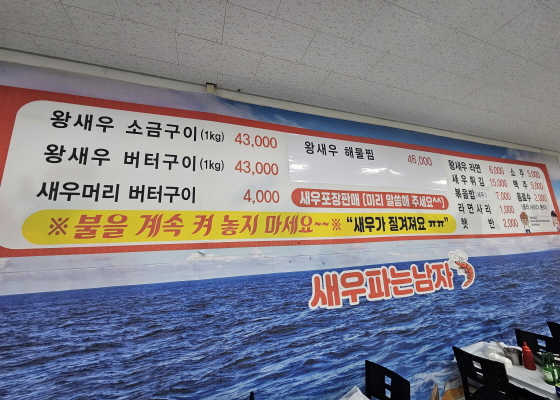 왕새우 소금구이(1kg) 43,000
왕새우 버터구이(1kg) 43,000
새우머리 버터구이 4,000
왕새우 해물찜 46,000
새우포장판매 [미리 말씀해 주세요^^]
왕새우 라면 6,000
새우 튀김 15,000
볶음밥(새우) 7,000
라면사리 1,000
햇반 2,000
소주 5,000
맥주 5,000
음료수 2,000
※불을 계속 켜 놓지 마세요~~※ "새우가 질겨져요 ㅠㅠ"
새우파는남자